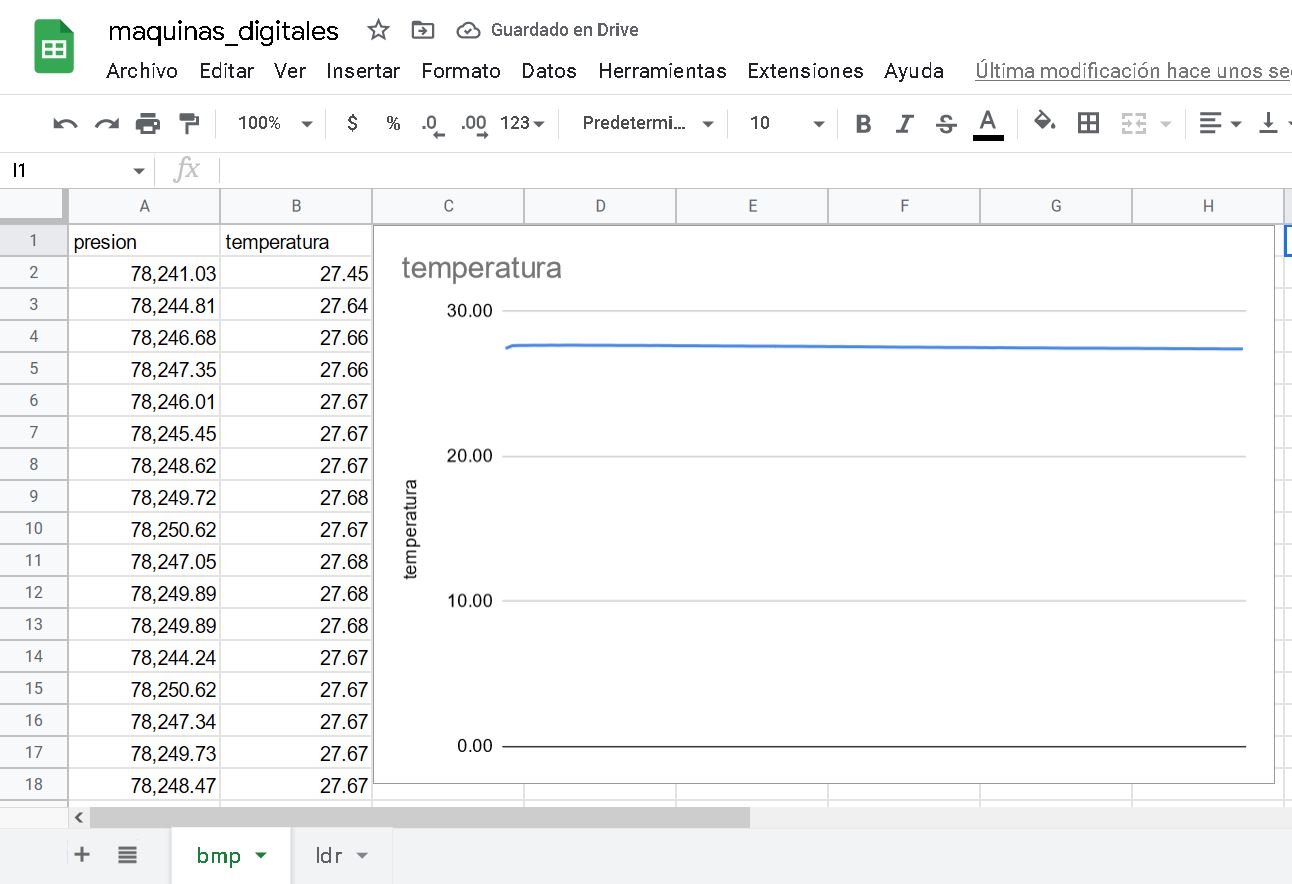 maquinas_digitales Guardado en Drive
Archivo Editar Ver Insertar Formato Datos Herramientas Extensiones Ayuda Última modificación hace unos se
100% $ % .0 .00 123 Predetermi... 10 B I S A
I1 fx
A B C D E F G H
1 presion temperatura
2 78,241.03 27.45
3 78,244.81 27.64
4 78,246.68 27.66
5 78,247.35 27.66
6 78,246.01 27.67
7 78,245.45 27.67
8 78,248.62 27.67
9 78,249.72 27.68
10 78,250.62 27.67
11 78,247.05 27.68
12 78,249.89 27.68
13 78,249.89 27.68
14 78,244.24 27.67
15 78,250.62 27.67
16 78,247.34 27.67
17 78,249.73 27.67
18 78,248.47 27.67
temperatura
30.00
20.00
10.00
0.00
temperatura
bmp ldr